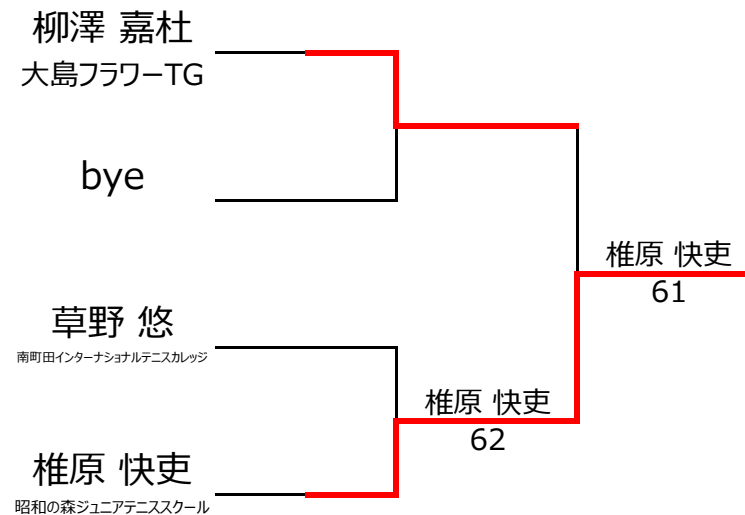 柳澤 嘉杜
大島フラワーTG
bye
草野 悠
南町田インターナショナルテニスカレッジ
椎原 快吏
昭和の森ジュニアテニススクール
椎原 快吏
62
椎原 快吏
61